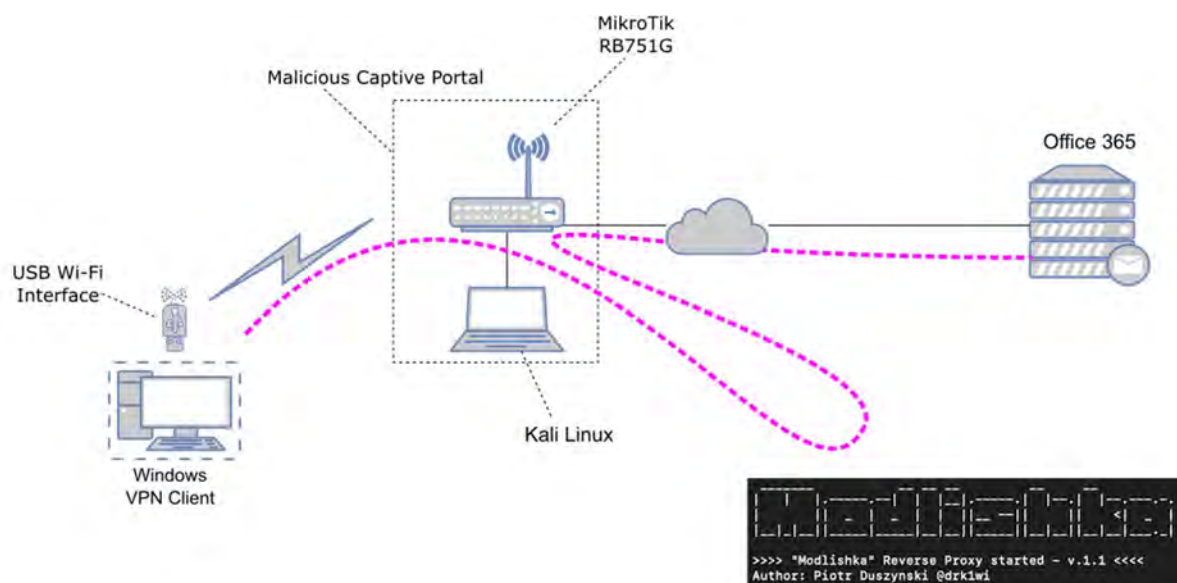 MikroTik
RB751G
Malicious Captive Portal
Office 365
USB Wi-Fi
Interface
Kali Linux
Windows
VPN Client
Modlishka
>>>> "Modlishka" Reverse Proxy started - v.1.1 <<<<
Author: Piotr Duszynski @drk1wi